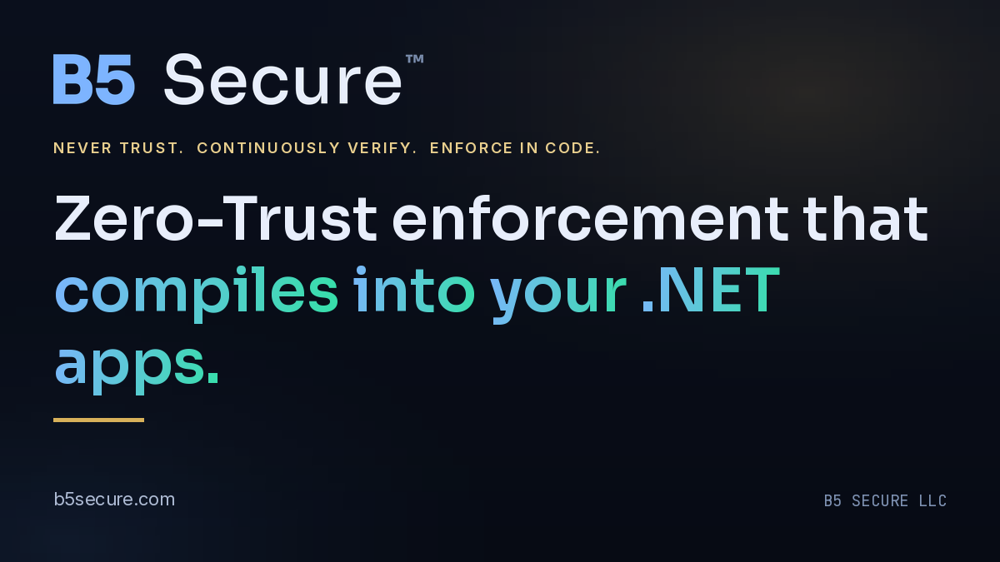 B5 Secure™
NEVER TRUST. CONTINUOUSLY VERIFY. ENFORCE IN CODE.
Zero-Trust enforcement that
compiles into your .NET
apps.
b5secure.com
B5 SECURE LLC